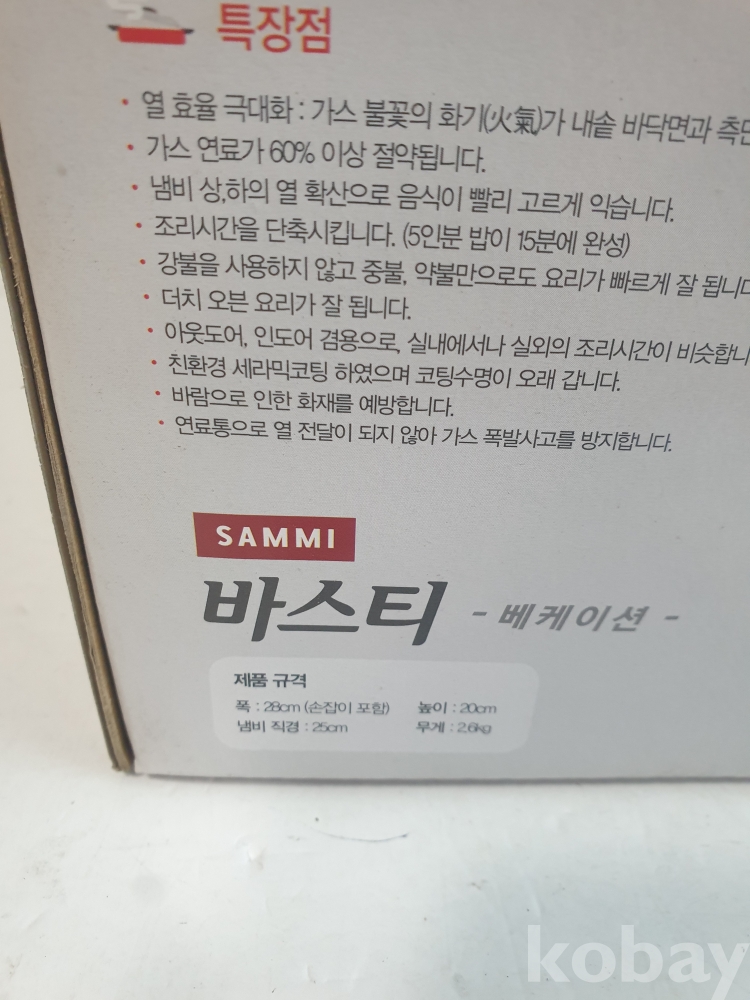 특장점
· 열 효율 극대화 : 가스 불꽃의 화기(火氣)가 내솥 바닥면과 측면
· 가스 연료가 60% 이상 절약됩니다.
· 냄비 상,하의 열 확산으로 음식이 빨리 고르게 익습니다.
· 조리시간을 단축시킵니다. (5인분 밥이 15분에 완성)
· 강불을 사용하지 않고 중불, 약불만으로도 요리가 빠르게 잘 됩니다
· 더치 오븐 요리가 잘 됩니다.
· 아웃도어, 인도어 겸용으로, 실내에서나 실외의 조리시간이 비슷합니
· 친환경 세라믹코팅 하였으며 코팅수명이 오래 갑니다.
· 바람으로 인한 화재를 예방합니다.
· 연료통으로 열 전달이 되지 않아 가스 폭발사고를 방지합니다.
SAMMI
바스티 - 베케이션 -
제품 규격
폭 : 28cm (손잡이 포함) 높이 : 20cm
냄비 직경 : 25cm 무게 : 2.6kg
kobay